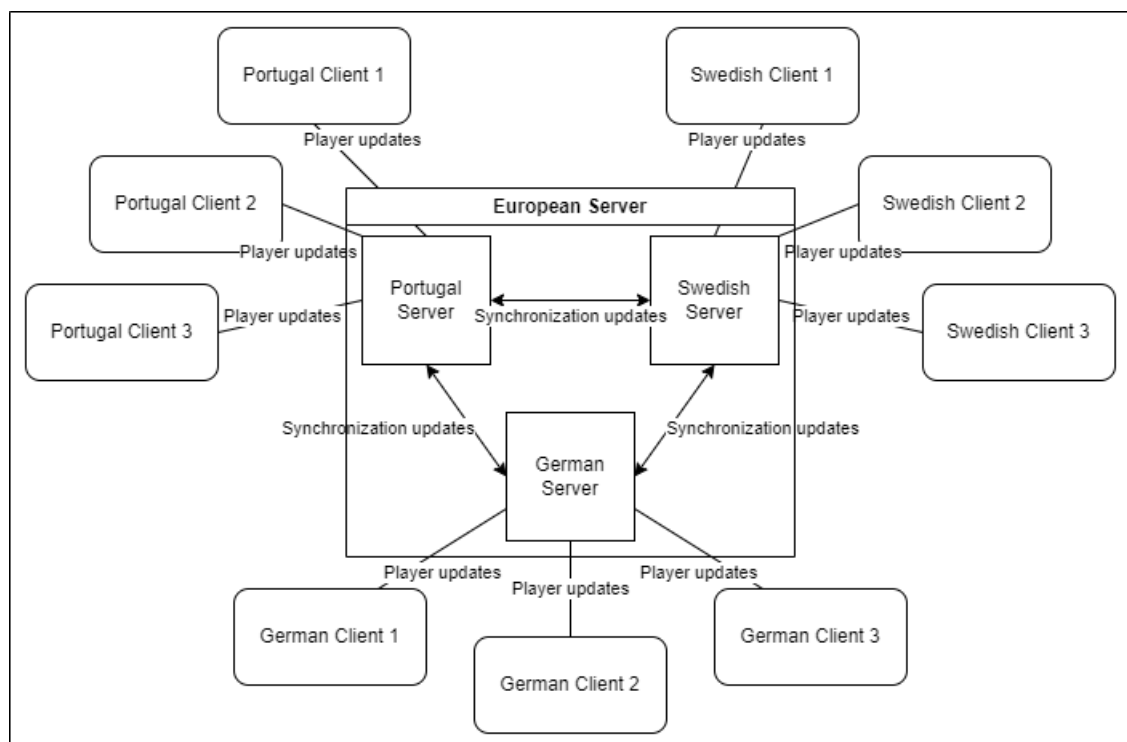 Portugal Client 1
Swedish Client 1
Player updates
Player updates
Portugal Client 2
Swedish Client 2
European Server
Player updates
Player updates
Portugal
Server
Swedish
Server
Portugal Client 3
Player updates
Synchronization updates
Player updates
Swedish Client 3
Synchronization updates
Synchronization updates
German
Server
Player updates
Player updates
Player updates
German Client 1
German Client 3
German Client 2